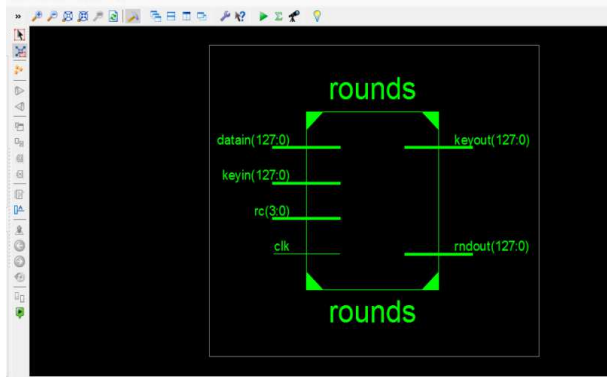 rounds
datain(127:0) keyout(127:0)
keyin(127:0)
rc(3:0)
clk rndout(127:0)
rounds